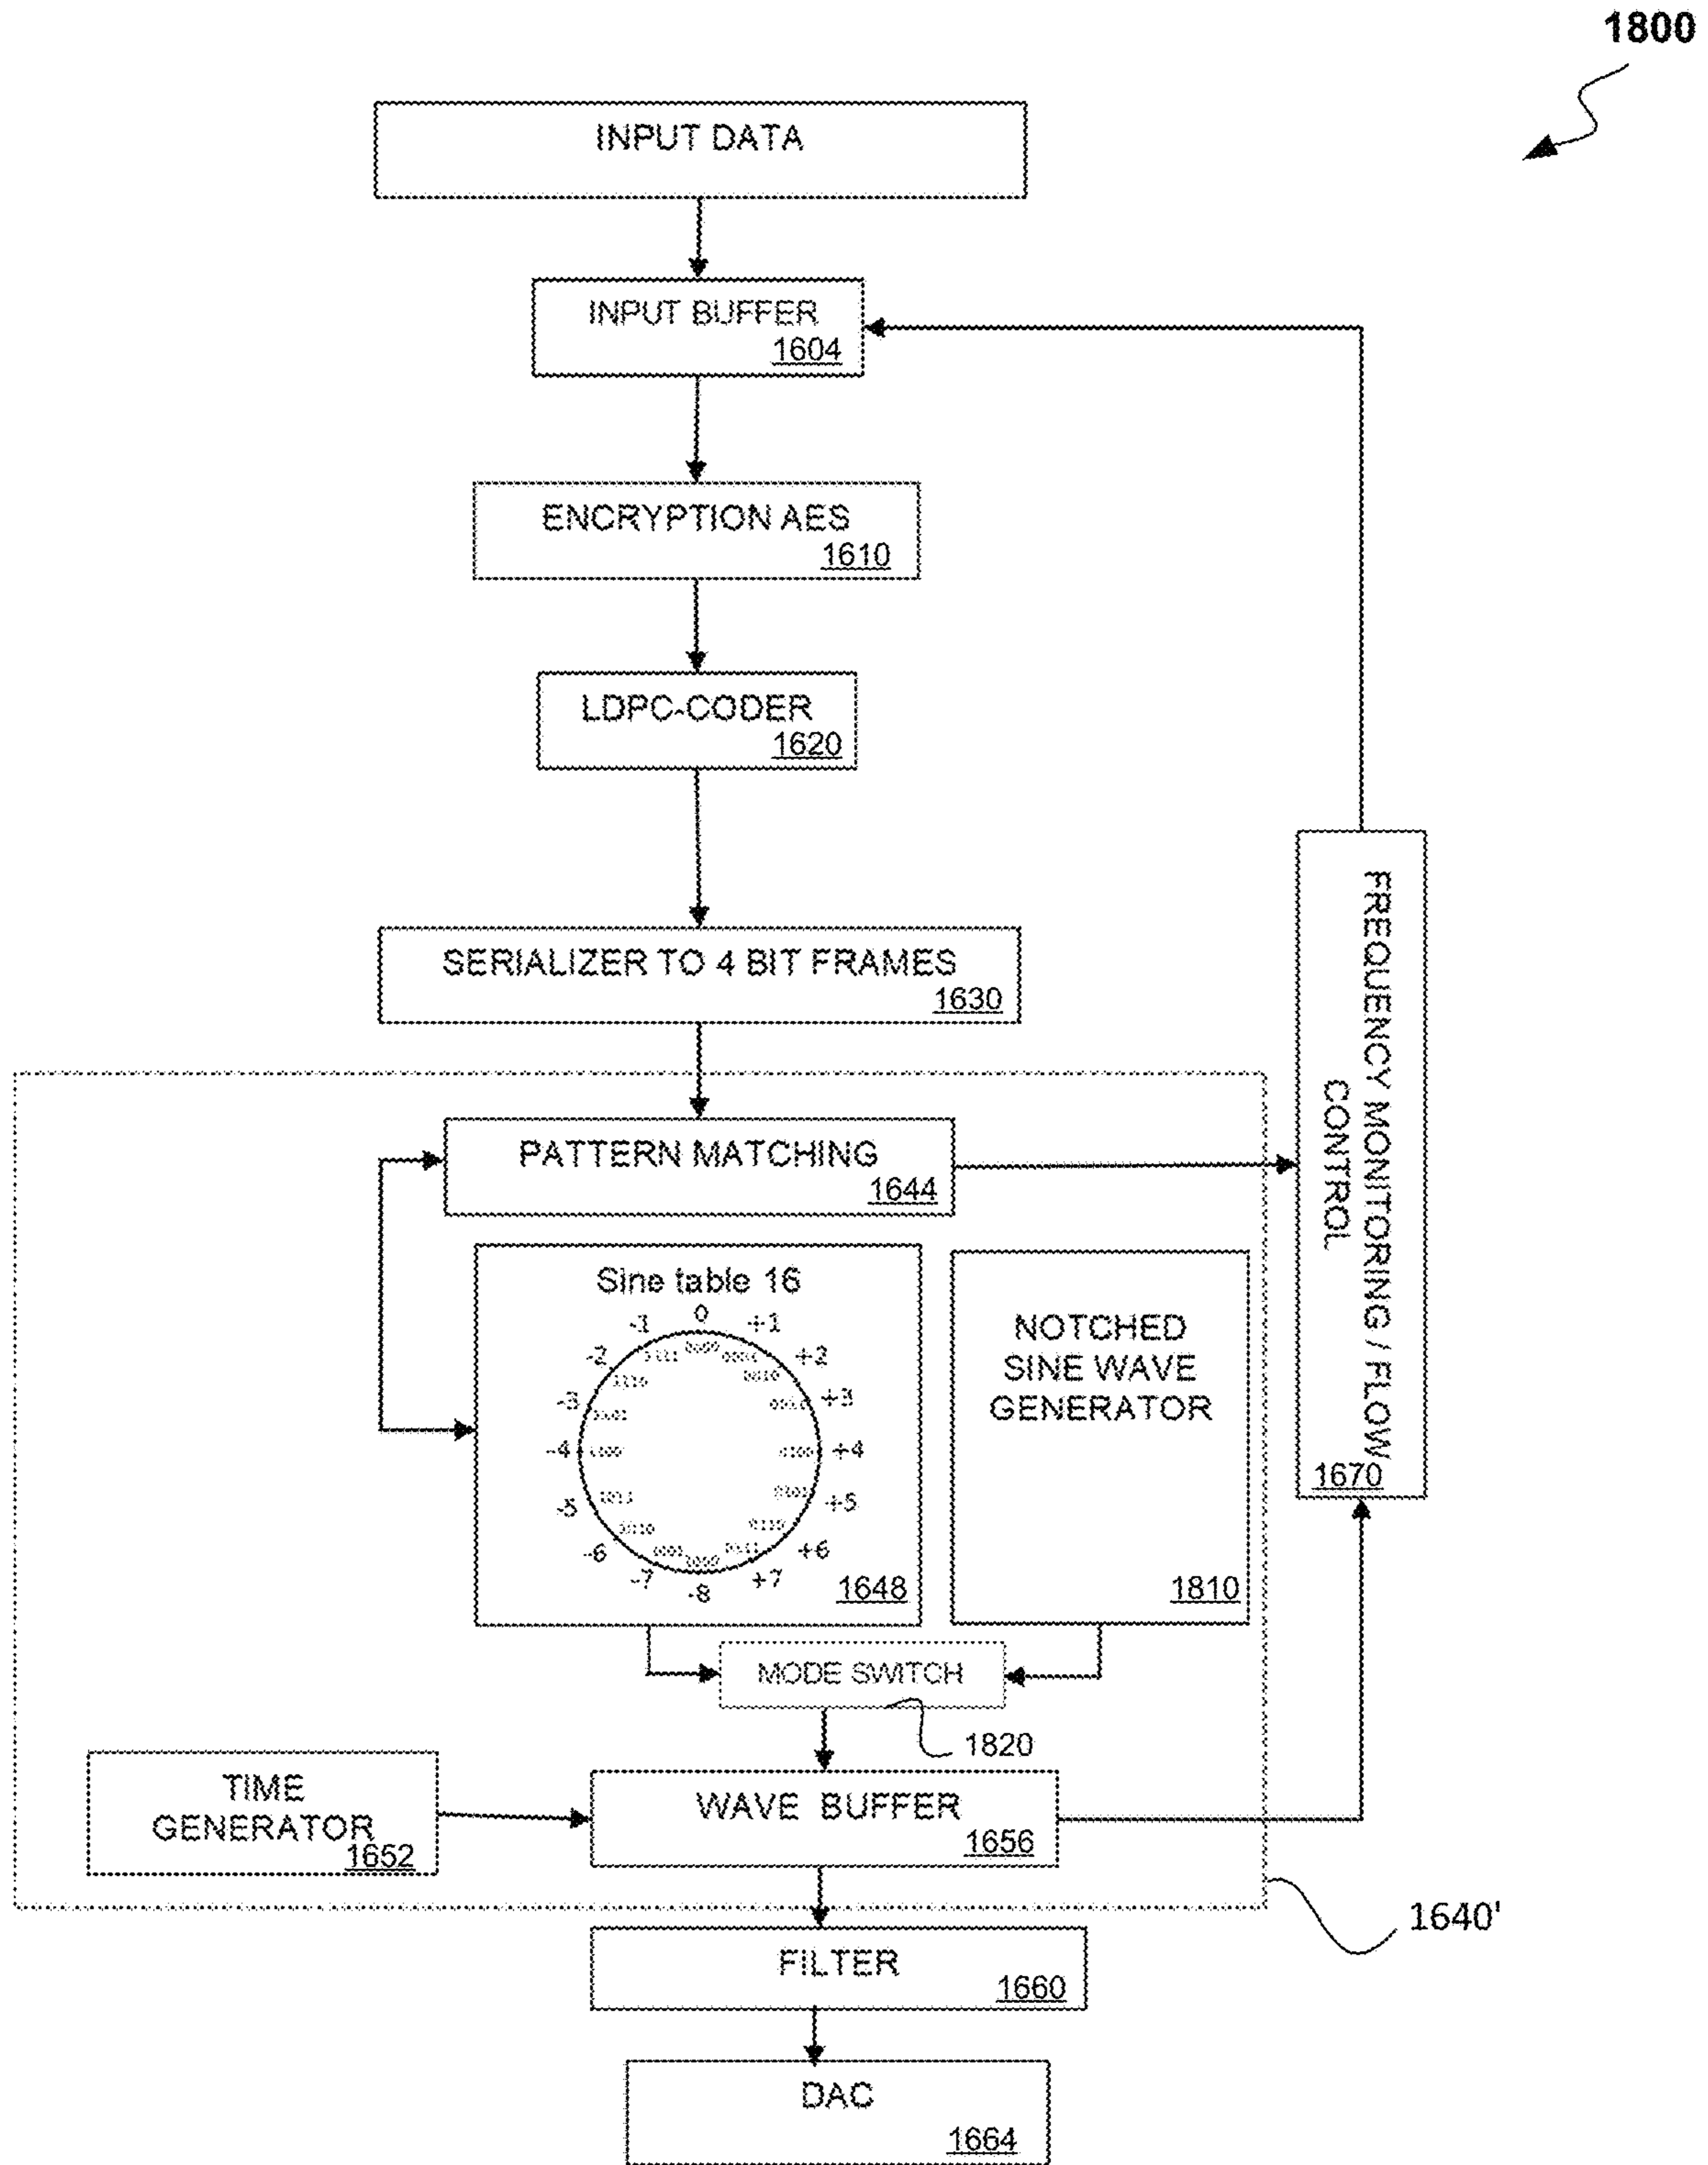 1800
INPUT DATA
INPUT BUFFER
1604
ENCRYPTION AES
1610
LDPC-CODER
1620
SERIALIZER TO 4 BIT FRAMES
1630
PATTERN MATCHING
1644
FREQUENCY MONITORING / FLOW
CONTROL
1670
Sine table 16
0
+1
+2
+3
+4
+5
+6
+7
-8
-7
-6
-5
-4
-3
-2
-1
1648
NOTCHED
SINE WAVE
GENERATOR
1810
MODE SWITCH
1820
TIME
GENERATOR
1652
WAVE BUFFER
1656
1640'
FILTER
1660
DAC
1664